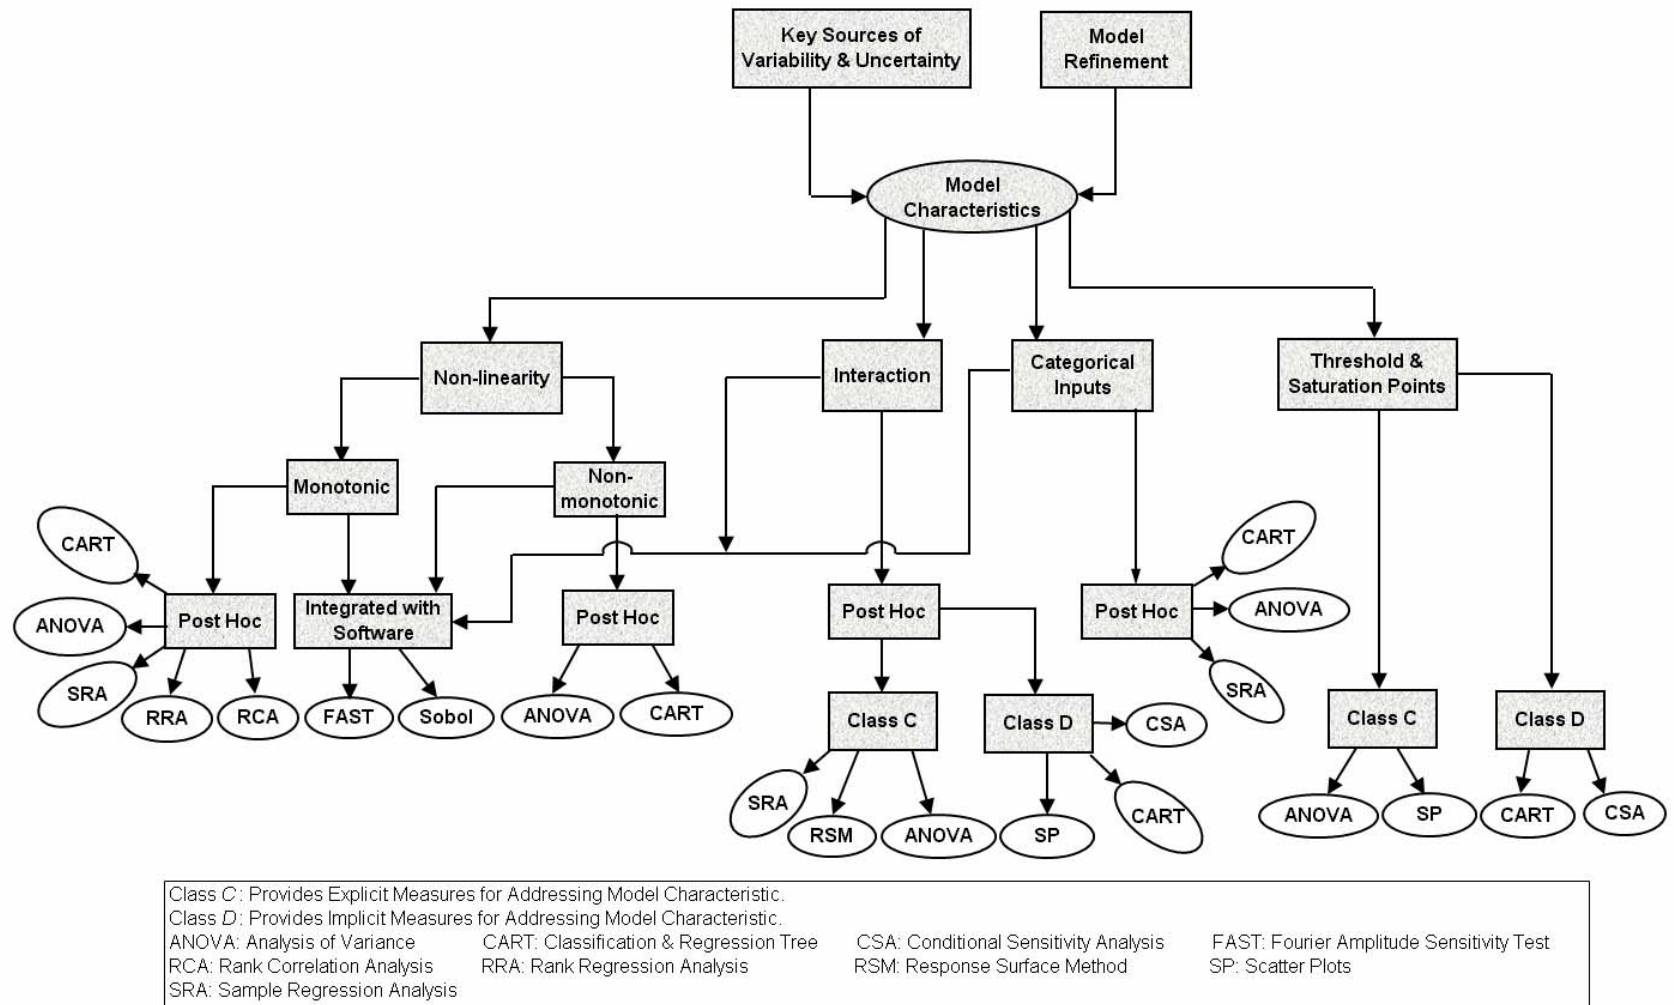 Key Sources of
Variability & Uncertainty
Model
Refinement
Model
Characteristics
Non-linearity
Interaction
Categorical
Inputs
Threshold &
Saturation Points
Monotonic
Non-
monotonic
CART
ANOVA
SRA
Post Hoc
RRA
RCA
Integrated with
Software
FAST
Sobol
Post Hoc
ANOVA
CART
Post Hoc
Class C
SRA
RSM
ANOVA
Class D
CSA
SP
CART
Post Hoc
CART
ANOVA
SRA
Class C
ANOVA
SP
Class D
CART
CSA
Class C: Provides Explicit Measures for Addressing Model Characteristic.
Class D: Provides Implicit Measures for Addressing Model Characteristic.
ANOVA: Analysis of Variance CART: Classification & Regression Tree CSA: Conditional Sensitivity Analysis FAST: Fourier Amplitude Sensitivity Test
RCA: Rank Correlation Analysis RRA: Rank Regression Analysis RSM: Response Surface Method SP: Scatter Plots
SRA: Sample Regression Analysis